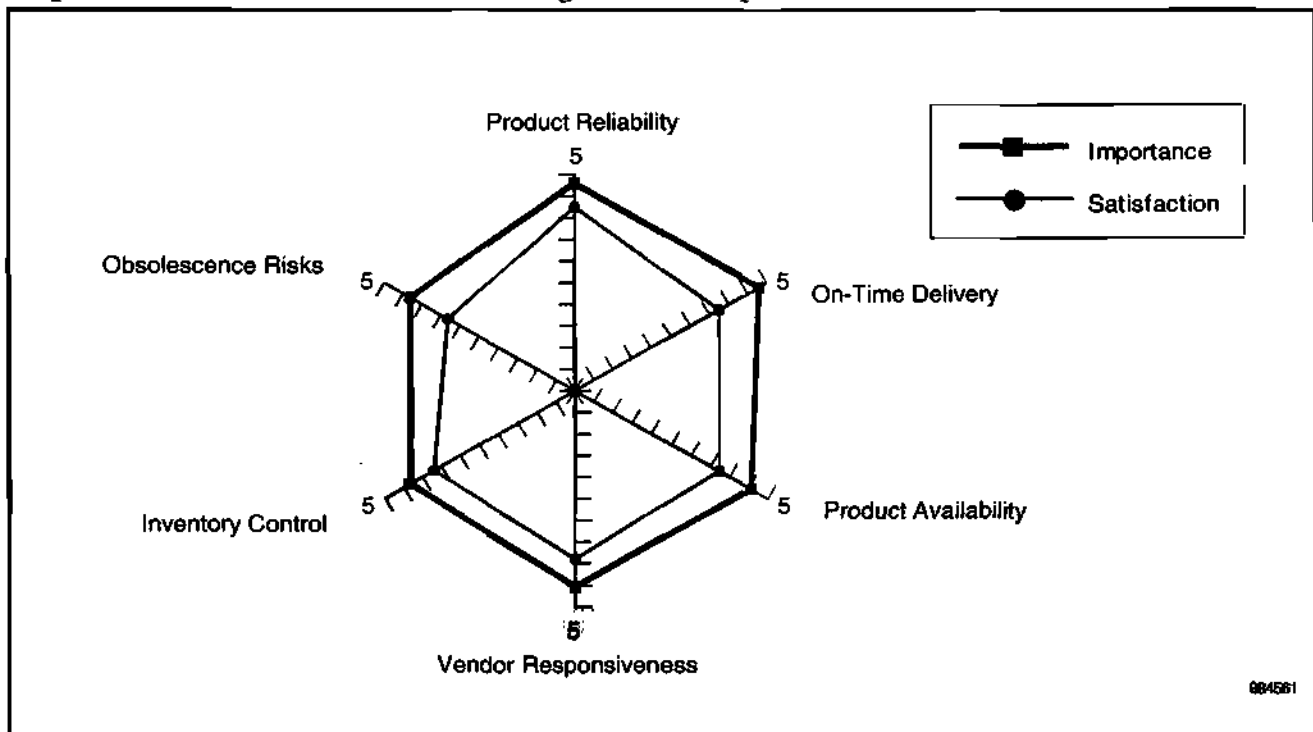 Product Reliability
5
Importance
Satisfaction
Obsolescence Risks
5
5
On-Time Delivery
5
Inventory Control
5
Product Availability
5
Vendor Responsiveness
984561